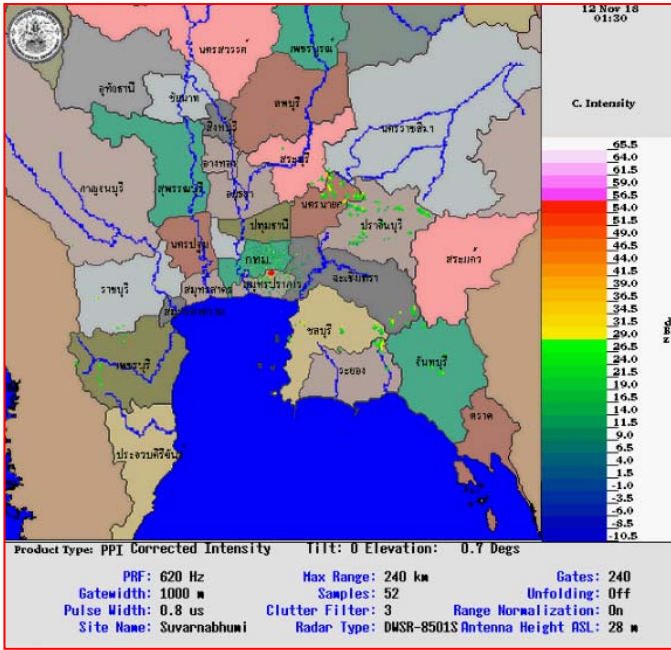 12 Nov 18
01:30
C. Intensity
นครสวรรค์
เพชรบูรณ์
อุทัยธานี
ชัยนาท
ลพบุรี
สิงห์บุรี
นครราชสีมา
อ่างทอง
สระบุรี
กาญจนบุรี
สุพรรณบุรี
อยุธยา
นครนายก
ปทุมธานี
ปราจีนบุรี
นครปฐม
กทม.
สระแก้ว
ราชบุรี
สมุทรสาคร
สมุทรปราการ
ฉะเชิงเทรา
สมุทรสงคราม
ชลบุรี
เพชรบุรี
ระยอง
จันทบุรี
ตราด
ประจวบคีรีขันธ์
65.5
64.0
61.5
59.0
56.5
54.0
51.5
49.0
46.5
44.0
41.5
39.0
36.5
34.0
31.5
29.0
26.5
24.0
21.5
19.0
16.5
14.0
11.5
9.0
6.5
4.0
1.5
-1.0
-3.5
-6.0
-8.5
-10.5
Product Type: PPI Corrected Intensity Tilt: 0 Elevation: 0.7 Degs
PRF: 620 Hz Max Range: 240 km Gates: 240
Gatewidth: 1000 m Samples: 52 Unfolding: Off
Pulse Width: 0.8 us Clutter Filter: 3 Range Normalization: On
Site Name: Suvarnabhumi Radar Type: DWSR-8501S Antenna Height ASL: 28 m